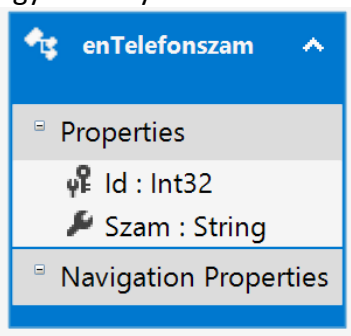 enTelefonszam
Properties
Id : Int32
Szam : String
Navigation Properties